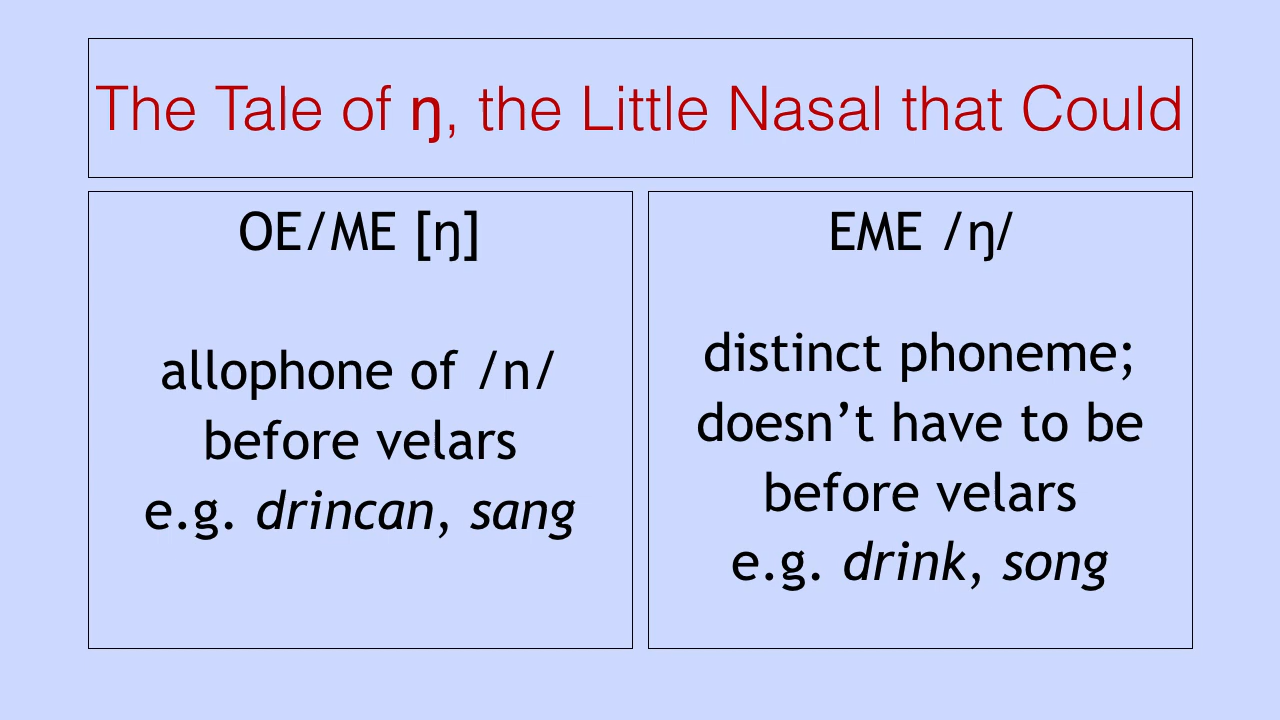 The Tale of ŋ, the Little Nasal that Could
OE/ME [ŋ]
allophone of /n/
before velars
e.g. drincan, sang
EME /ŋ/
distinct phoneme;
doesn’t have to be
before velars
e.g. drink, song